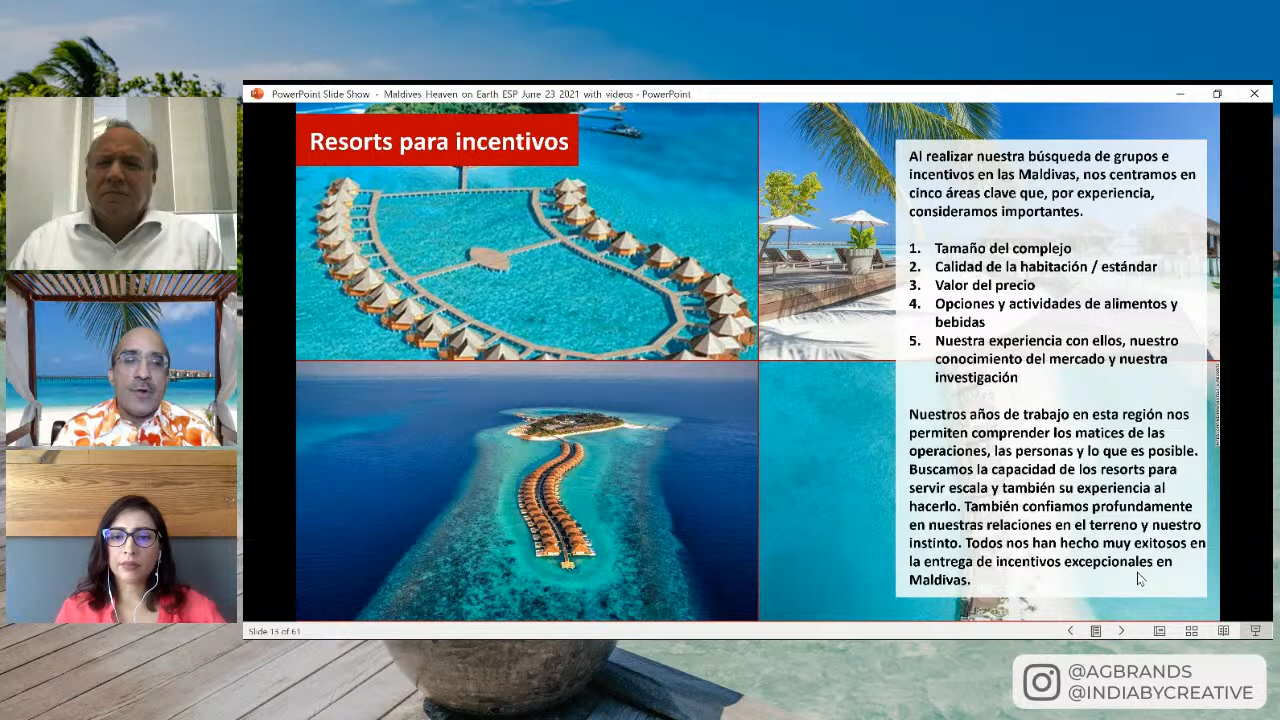 PowerPoint Slide Show - Maldives Heaven on Earth ESP June 23 2021 with videos - PowerPoint
Resorts para incentivos
Al realizar nuestra búsqueda de grupos e
incentivos en las Maldivas, nos centramos en
cinco áreas clave que, por experiencia,
consideramos importantes.
1. Tamaño del complejo
2. Calidad de la habitación / estándar
3. Valor del precio
4. Opciones y actividades de alimentos y
bebidas
5. Nuestra experiencia con ellos, nuestro
conocimiento del mercado y nuestra
investigación
Nuestros años de trabajo en esta región nos
permiten comprender los matices de las
operaciones, las personas y lo que es posible.
Buscamos la capacidad de los resorts para
servir escala y también su experiencia al
hacerlo. También confiamos profundamente
en nuestras relaciones en el terreno y nuestro
instinto. Todos nos han hecho muy exitosos en
la entrega de incentivos excepcionales en
Maldivas.
Slide 13 of 61
@AGBRANDS
@INDIABYCREATIVE